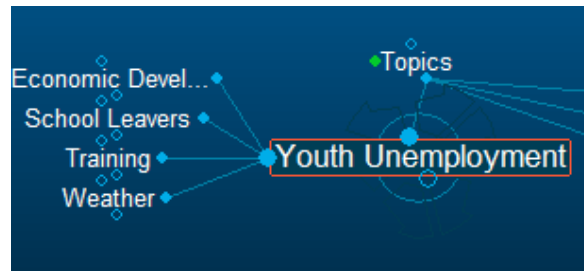 Topics
Economic Devel...
School Leavers
Training
Weather
Youth Unemployment